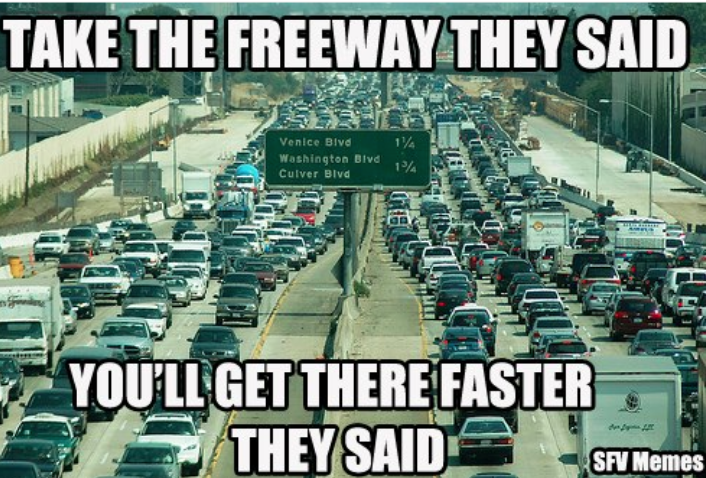 TAKE THE FREEWAY THEY SAID
Venice Blvd 1¼
Washington Blvd
Culver Blvd 1¾
YOU'LL GET THERE FASTER
THEY SAID
SFV Memes